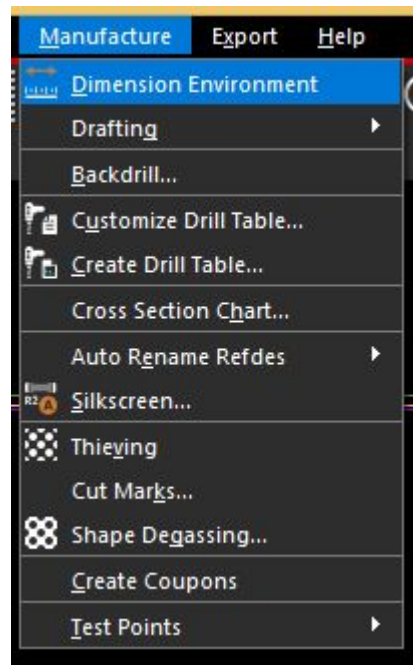 Manufacture Export Help
Dimension Environment
Drafting
Backdrill...
Customize Drill Table...
Create Drill Table...
Cross Section Chart...
Auto Rename Refdes
R2 A Silkscreen...
Thieving
Cut Marks...
Shape Degassing...
Create Coupons
Test Points